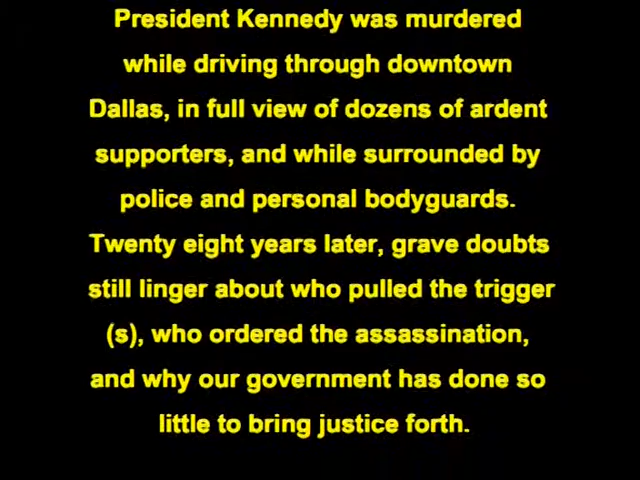 President Kennedy was murdered
while driving through downtown
Dallas, in full view of dozens of ardent
supporters, and while surrounded by
police and personal bodyguards.
Twenty eight years later, grave doubts
still linger about who pulled the trigger
(s), who ordered the assassination,
and why our government has done so
little to bring justice forth.